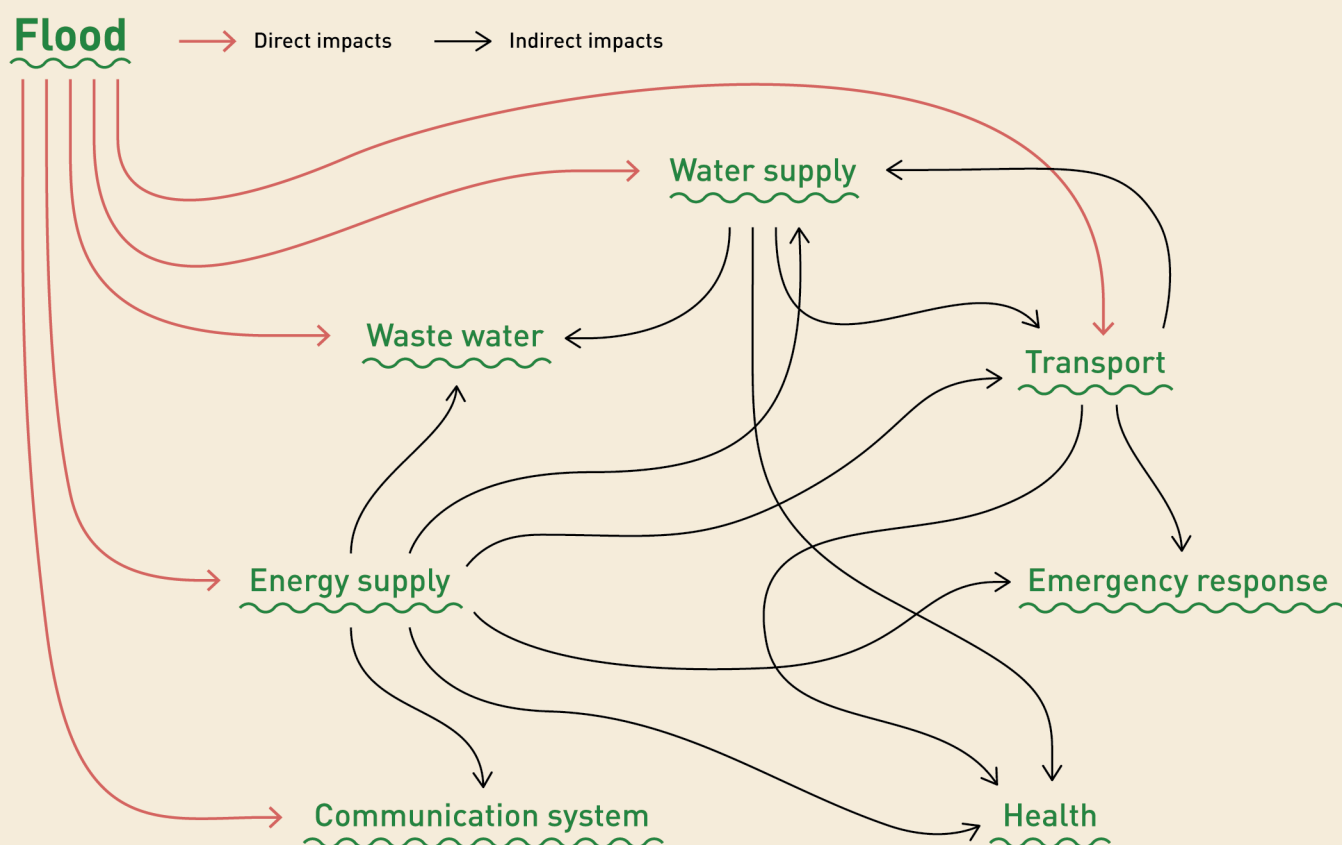 Flood
Direct impacts
Indirect impacts
Water supply
Waste water
Transport
Energy supply
Emergency response
Communication system
Health